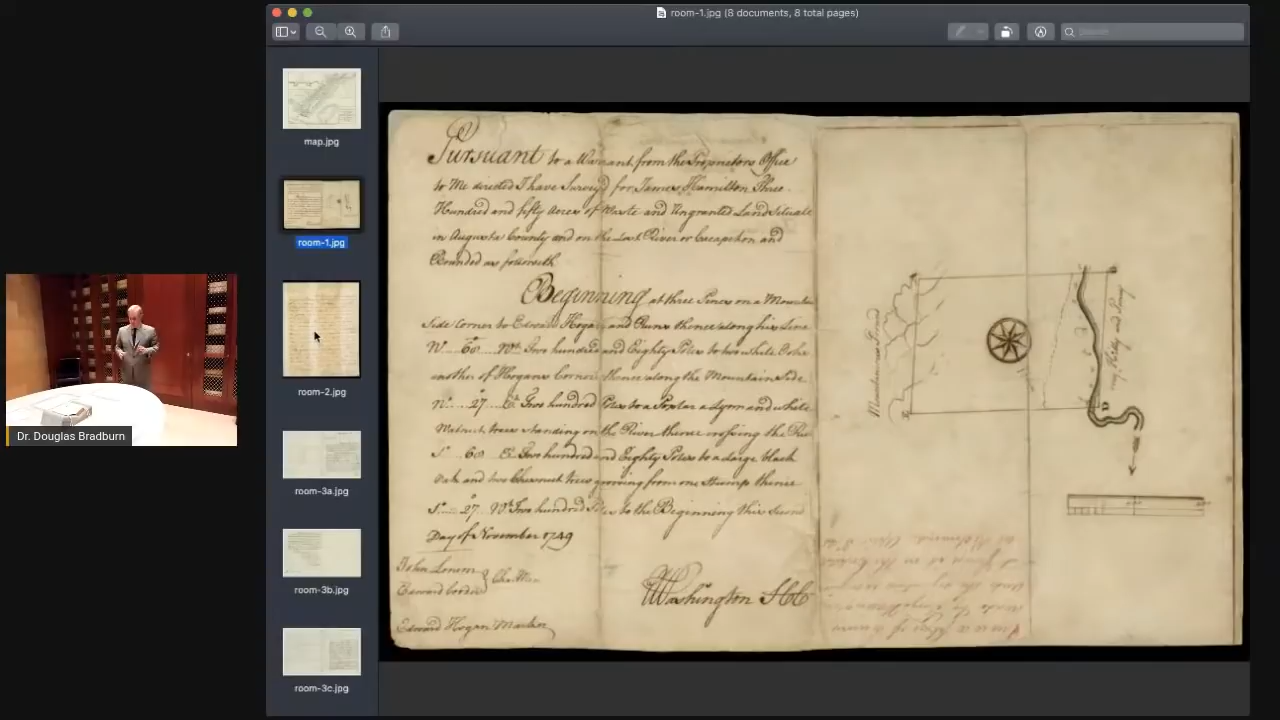 room-1.jpg (8 documents, 8 total pages)
Search
map.jpg
room-1.jpg
room-2.jpg
room-3a.jpg
room-3b.jpg
room-3c.jpg
Dr. Douglas Bradburn
Pursuant to a Warrant from the Proprietors Office
to Me directed I have Survey'd for James Hamilton Three
Hundred and fifty Acres of Waste and Ungranted Land Situate
in Augusta County and on the Lost River or Cacapehon and
Bounded as followeth
Beginning at three Pines on a Mountain
Side Corner to Edward Hogan and Runs thence along his Line
N 60 Wt. Two hundred and Eighty Poles to two white Oaks
another of Hogans Corners thence along the Mountain Side
N 27 Et. Two hundred Poles to a Poplar a Lynn and white
Walnut trees standing on the River thence crossing the
S 60 E Two hundred and Eighty Poles to a Large black
Oak and two Chesnut trees growing from one Stump thence
S 27 Wt. Two hundred Poles to the Beginning this Second
Day of November 1749
John
Edward
Edward Hogan Marker
Washington